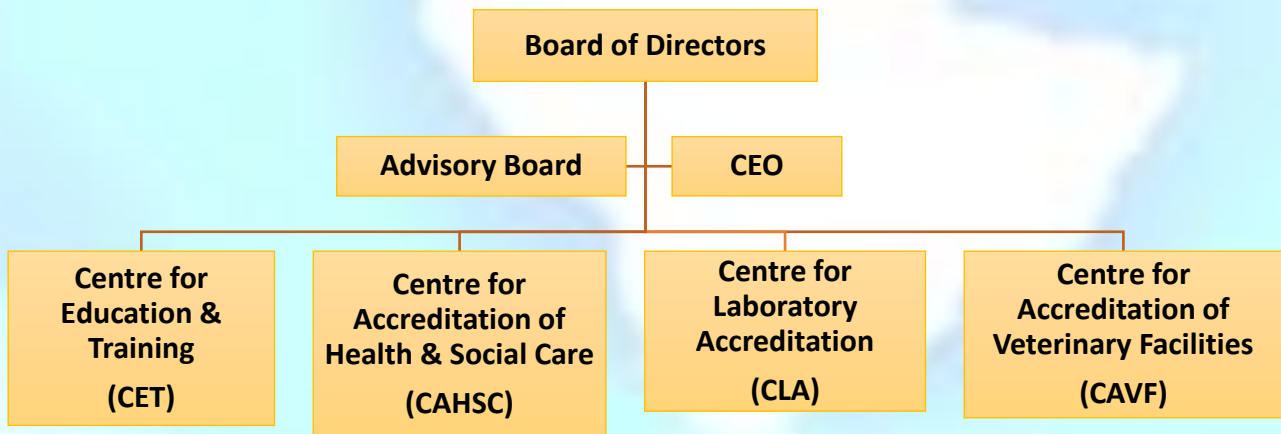 Board of Directors
Advisory Board
CEO
Centre for
Education &
Training
(CET)
Centre for
Accreditation of
Health & Social Care
(CAHSC)
Centre for
Laboratory
Accreditation
(CLA)
Centre for
Accreditation of
Veterinary Facilities
(CAVF)